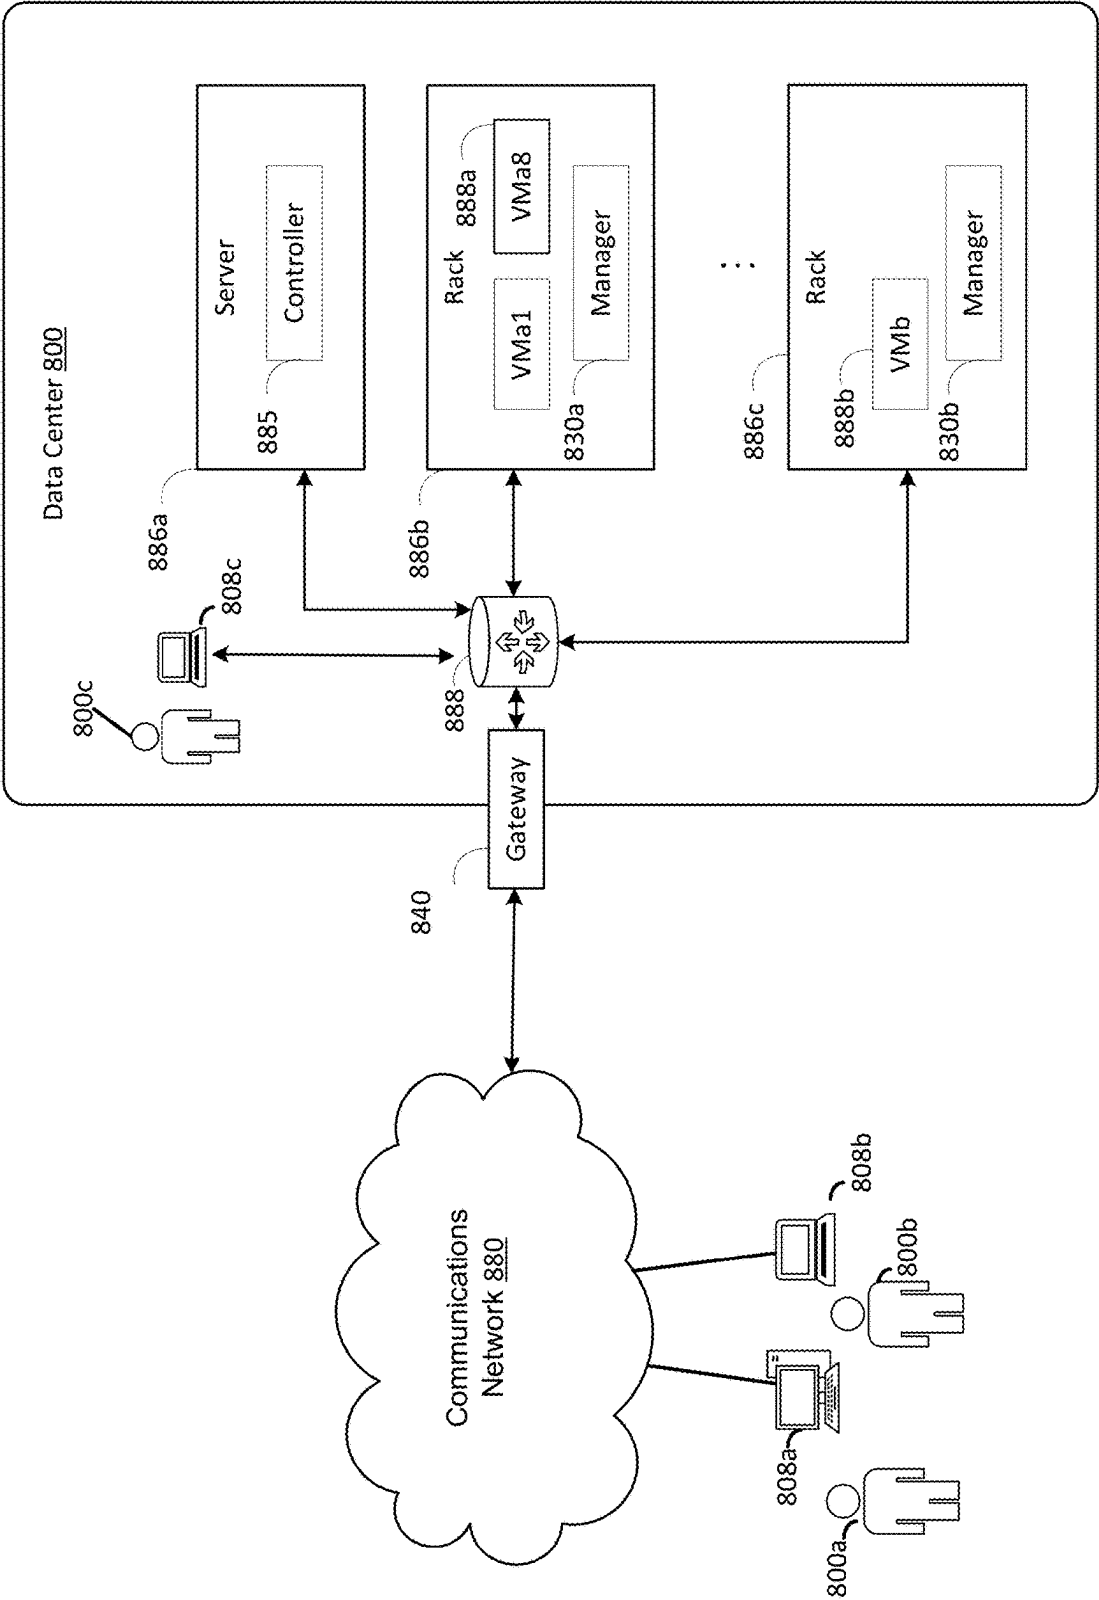 Data Center 800
886a
Server
885
Controller
886b
Rack
888a
VMa1
VMa8
830a
Manager
...
886c
Rack
888b
VMb
830b
Manager
800c
808c
888
840
Gateway
Communications
Network 880
808a
808b
800a
800b